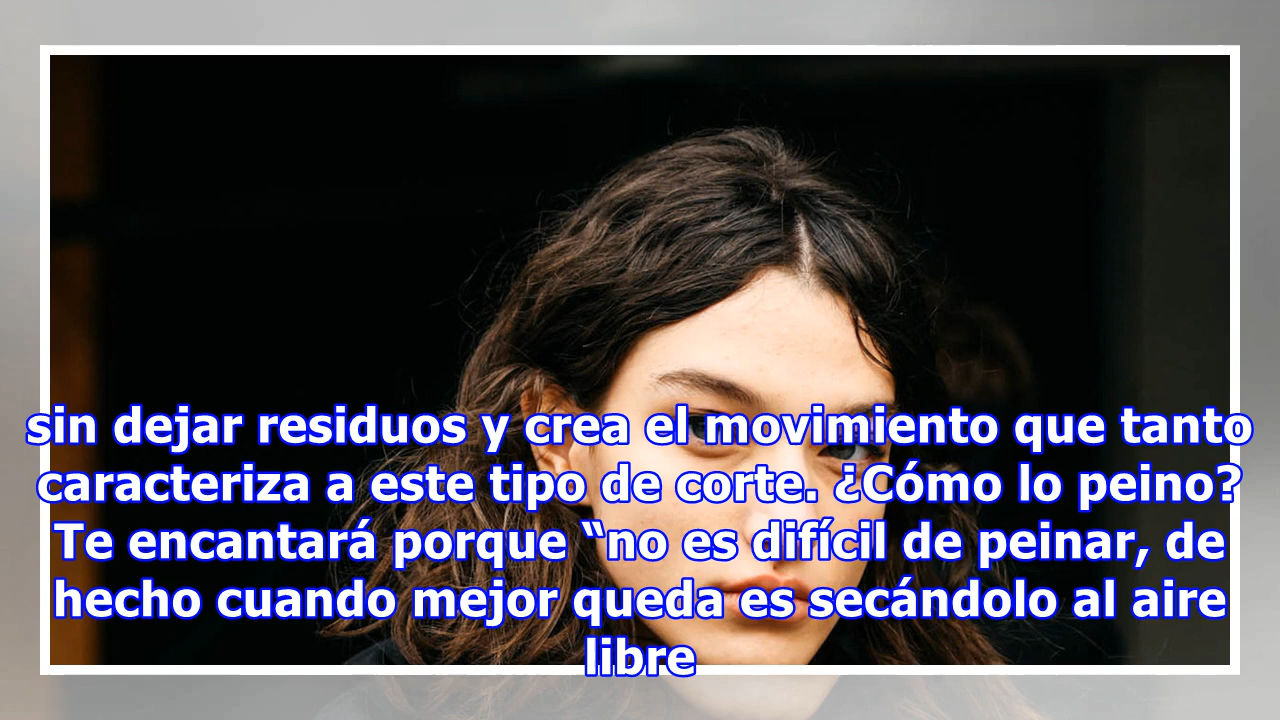 sin dejar residuos y crea el movimiento que tanto
caracteriza a este tipo de corte. ¿Cómo lo peino?
Te encantará porque “no es difícil de peinar, de
hecho cuando mejor queda es secándolo al aire
libre